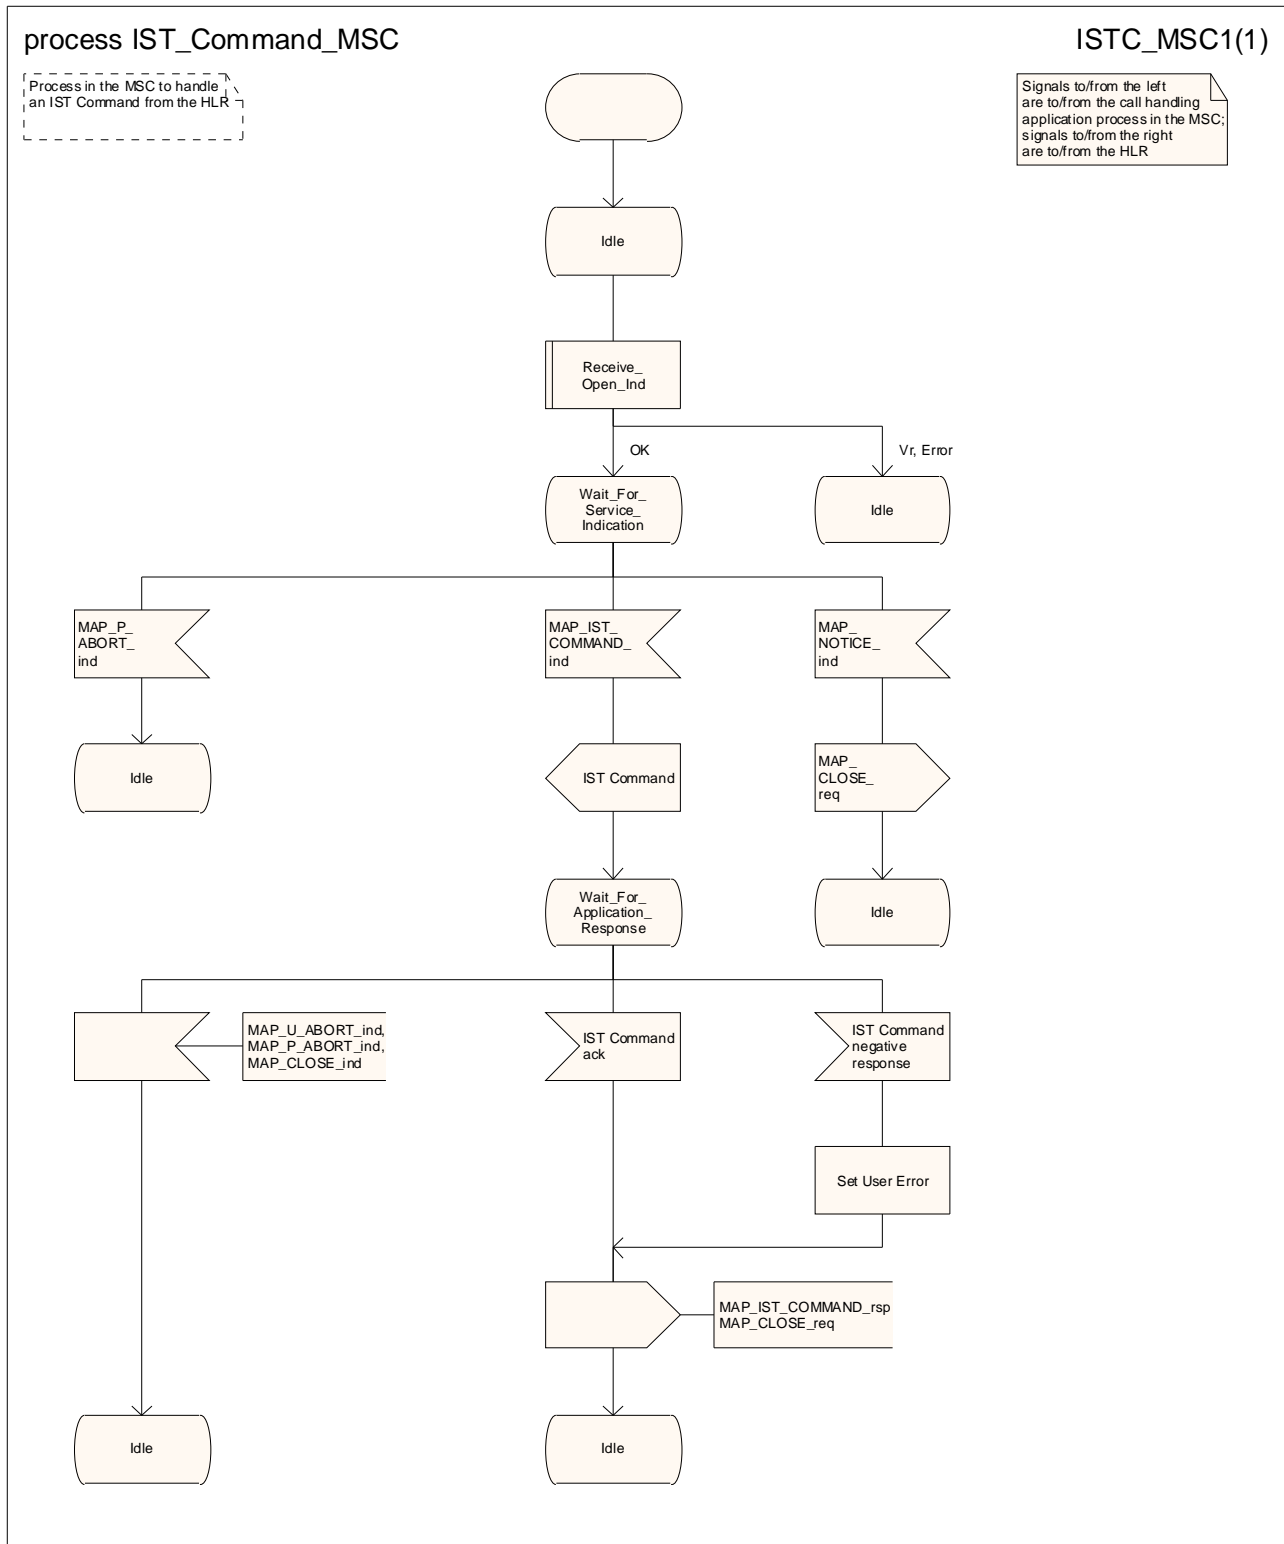 process IST_Command_MSC
ISTC_MSC1(1)
Process in the MSC to handle
an IST Command from the HLR
Signals to/from the left
are to/from the call handling
application process in the MSC;
signals to/from the right
are to/from the HLR
Idle
Receive_
Open_Ind
OK
Vr, Error
Wait_For_
Service_
Indication
Idle
MAP_P_
ABORT_
ind
MAP_IST_
COMMAND_
ind
MAP_
NOTICE_
ind
Idle
IST Command
MAP_
CLOSE_
req
Wait_For_
Application_
Response
Idle
MAP_U_ABORT_ind,
MAP_P_ABORT_ind,
MAP_CLOSE_ind
IST Command
ack
IST Command
negative
response
Set User Error
MAP_IST_COMMAND_rsp
MAP_CLOSE_req
Idle
Idle